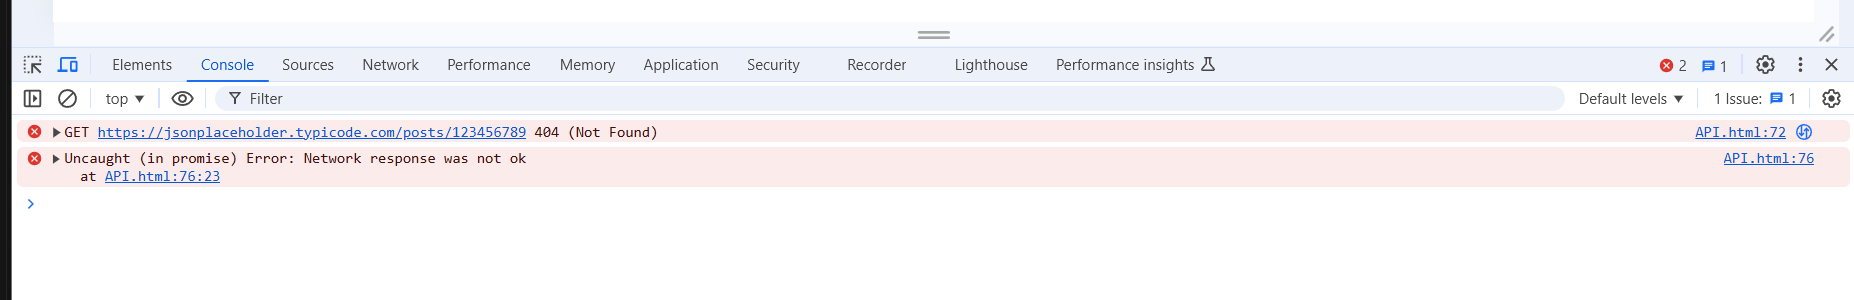 Elements Console Sources Network Performance Memory Application Security Recorder Lighthouse Performance insights 2 1
top Filter Default levels 1 Issue: 1
GET https://jsonplaceholder.typicode.com/posts/123456789 404 (Not Found) API.html:72
Uncaught (in promise) Error: Network response was not ok API.html:76
at API.html:76:23